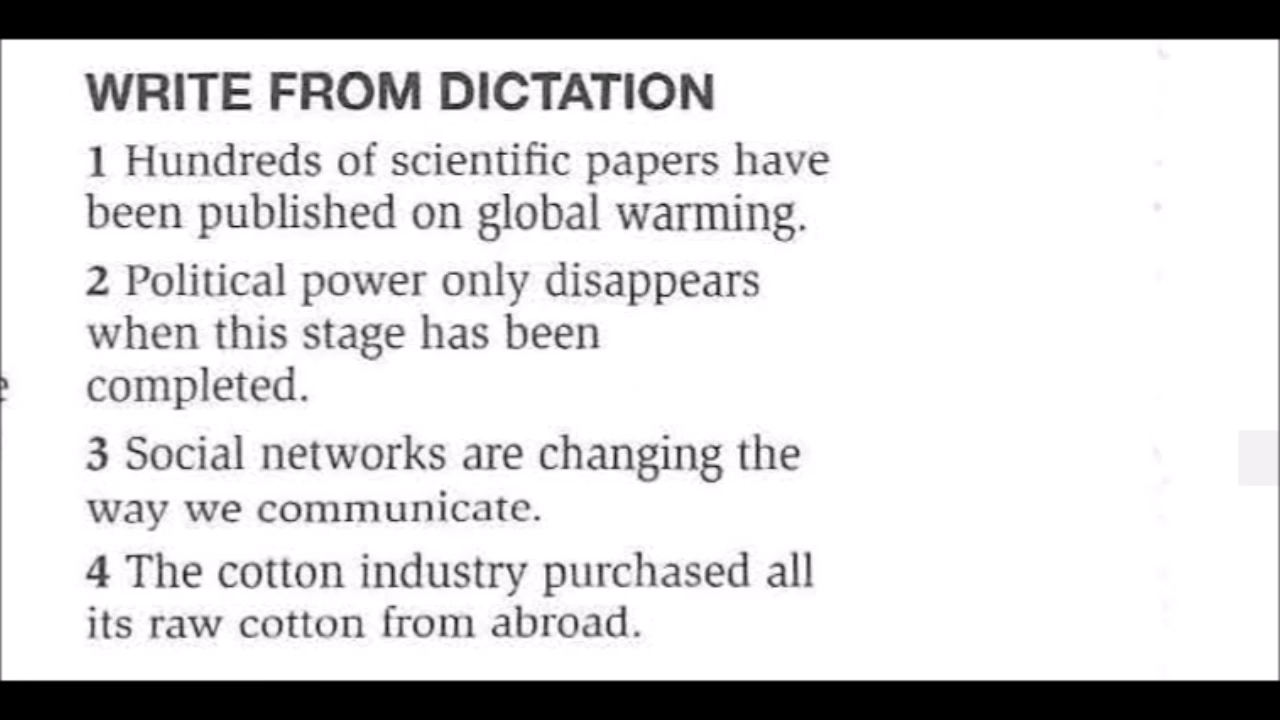 WRITE FROM DICTATION
1 Hundreds of scientific papers have
been published on global warming.
2 Political power only disappears
when this stage has been
completed.
3 Social networks are changing the
way we communicate.
4 The cotton industry purchased all
its raw cotton from abroad.